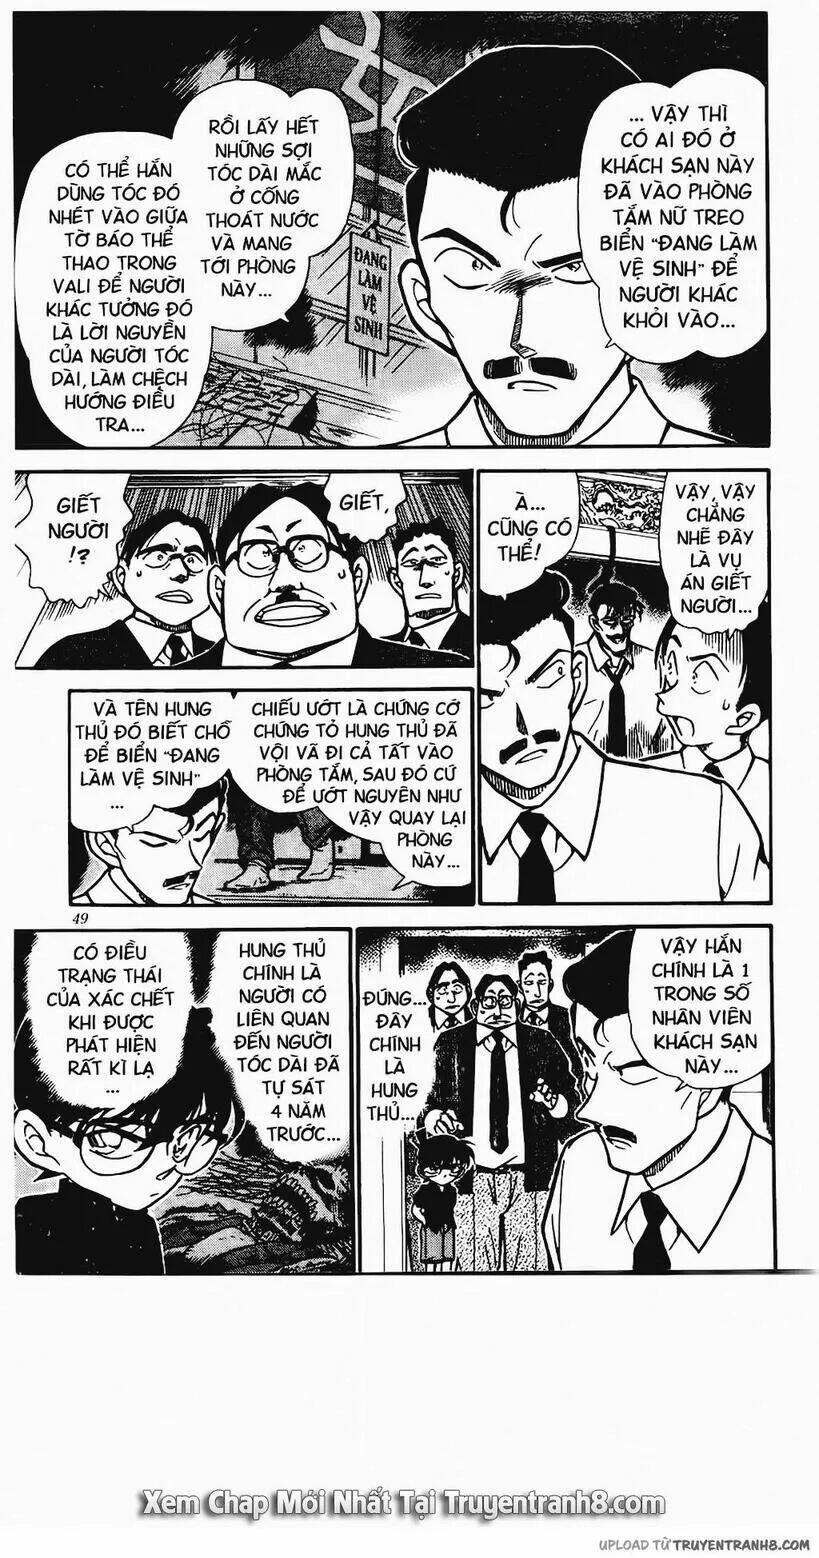 ... VẬY THÌ
CÓ AI ĐÓ Ở
KHÁCH SẠN NÀY
ĐÃ VÀO PHÒNG
TẮM NỮ TREO
BIỂN “ĐANG LÀM
VỆ SINH” ĐỂ
NGƯỜI KHÁC
KHỎI VÀO...
RỒI LẤY HẾT
NHỮNG SỢI
TÓC DÀI MẮC
Ở CỐNG
THOÁT NƯỚC
VÀ MANG
TỚI PHÒNG
NÀY...
CÓ THỂ HẮN
DÙNG TÓC ĐÓ
NHÉT VÀO GIỮA
TỜ BÁO THỂ
THAO TRONG
VALI ĐỂ NGƯỜI
KHÁC TƯỞNG ĐÓ
LÀ LỜI NGUYỀN
CỦA NGƯỜI TÓC
DÀI, LÀM CHỆCH
HƯỚNG ĐIỀU
TRA...
ĐANG
LÀM
VỆ
SINH
VẬY, VẬY
CHẲNG
NHẼ ĐÂY
LÀ VỤ
ÁN GIẾT
NGƯỜI...
À...
CŨNG CÓ
THỂ!
GIẾT,
GIẾT
NGƯỜI
!?
CHIẾU ƯỚT LÀ CHỨNG CỚ
CHỨNG TỎ HUNG THỦ ĐÃ
VỘI VÃ ĐI CẢ TẤT VÀO
PHÒNG TẮM, SAU ĐÓ CỨ
ĐỂ ƯỚT NGUYÊN NHƯ
VẬY QUAY LẠI
PHÒNG
NÀY...
VÀ TÊN HUNG
THỦ ĐÓ BIẾT CHỖ
ĐỂ BIỂN “ĐANG
LÀM VỆ SINH”
...
49
VẬY HẮN
CHÍNH LÀ 1
TRONG SỐ
NHÂN VIÊN
KHÁCH SẠN
NÀY...
ĐÚNG...
ĐÂY
CHÍNH
LÀ
HUNG
THỦ...
HUNG THỦ
CHÍNH LÀ
NGƯỜI CÓ
LIÊN QUAN
ĐẾN NGƯỜI
TÓC DÀI ĐÃ
TỰ SÁT
4 NĂM
TRƯỚC...
CÓ ĐIỀU
TRẠNG THÁI
CỦA XÁC CHẾT
KHI ĐƯỢC
PHÁT HIỆN
RẤT KÌ LẠ
...
Xem Chap Mới Nhất Tại Truyentranh8.com
UPLOAD TỪ TRUYENTRANH8.COM